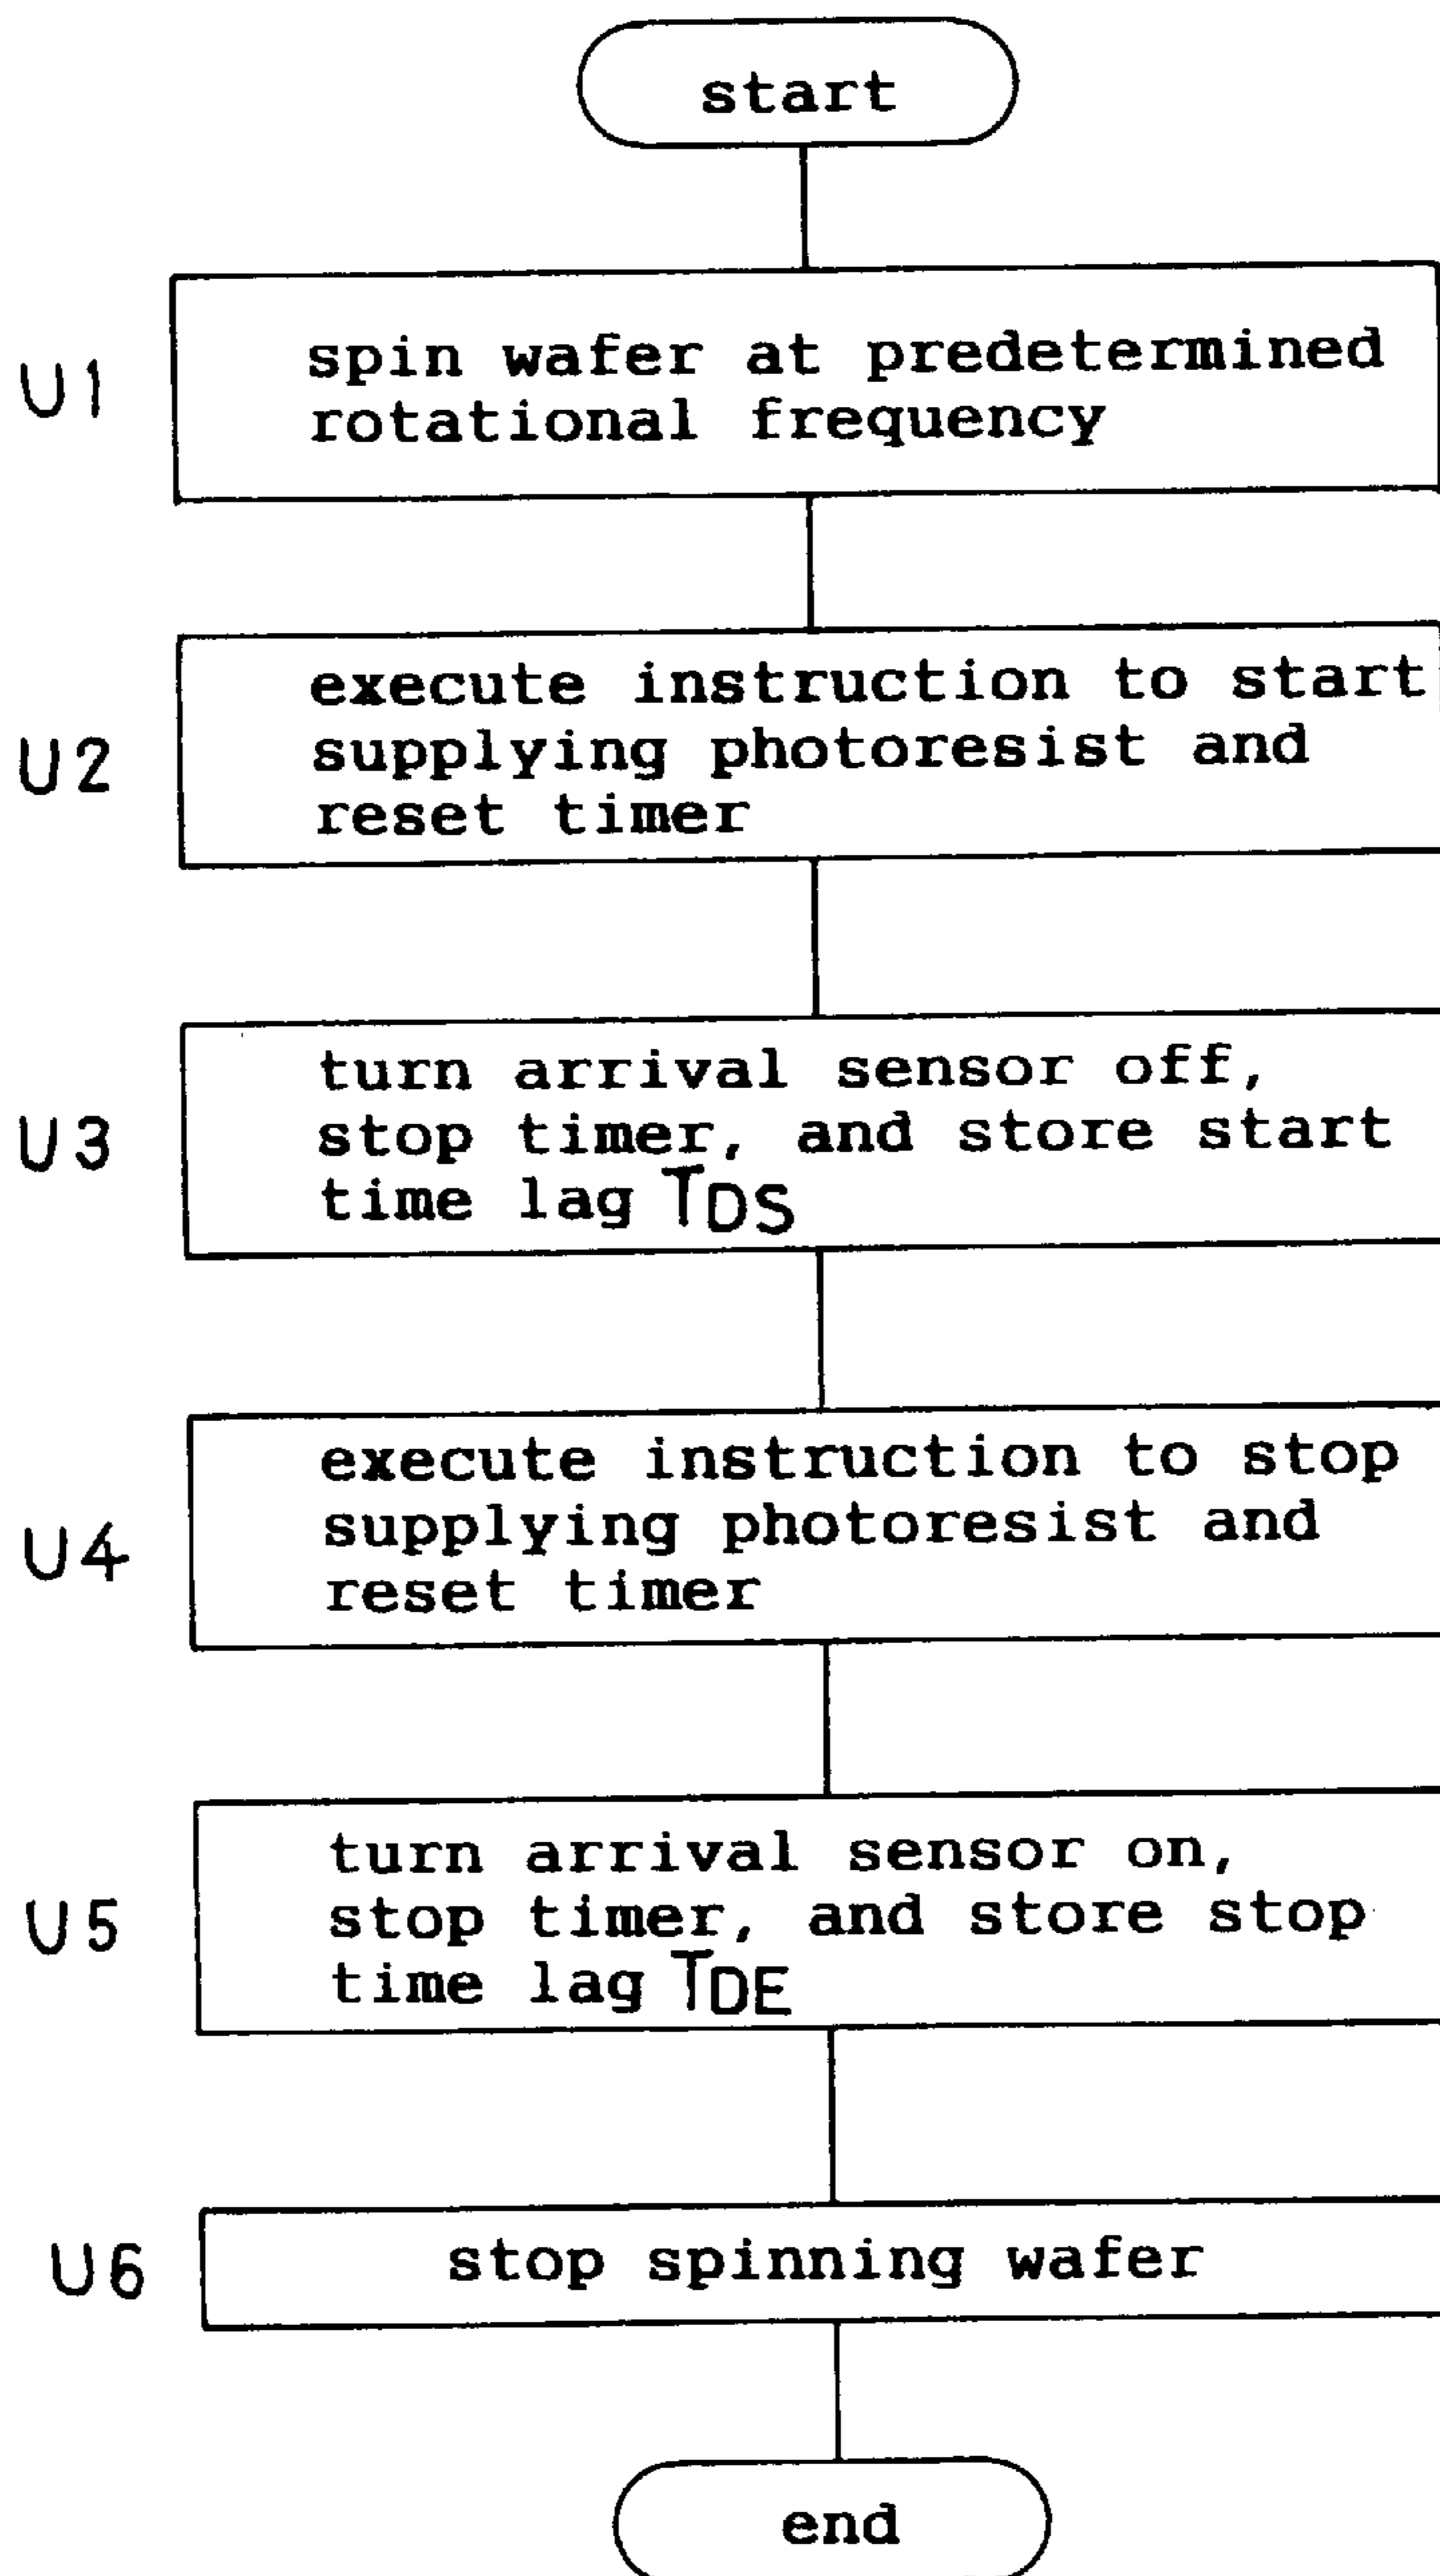 start
U1
spin wafer at predetermined
rotational frequency
U2
execute instruction to start
supplying photoresist and
reset timer
U3
turn arrival sensor off,
stop timer, and store start
time lag TDS
U4
execute instruction to stop
supplying photoresist and
reset timer
U5
turn arrival sensor on,
stop timer, and store stop
time lag TDE
U6
stop spinning wafer
end